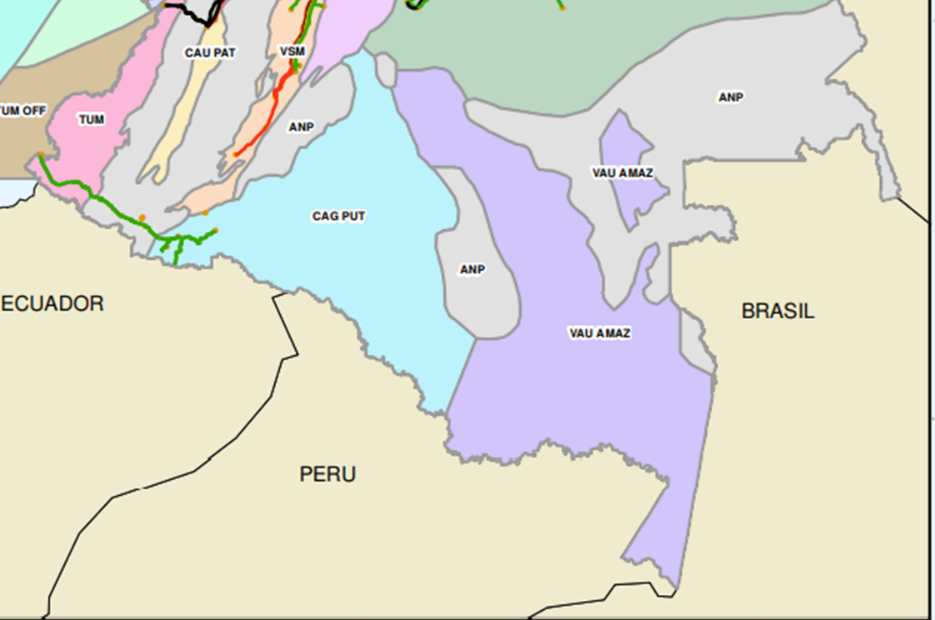 CAU PAT
VSM
ANP
TUM OFF
TUM
ANP
VAU AMAZ
CAG PUT
ANP
ECUADOR
BRASIL
VAU AMAZ
PERU